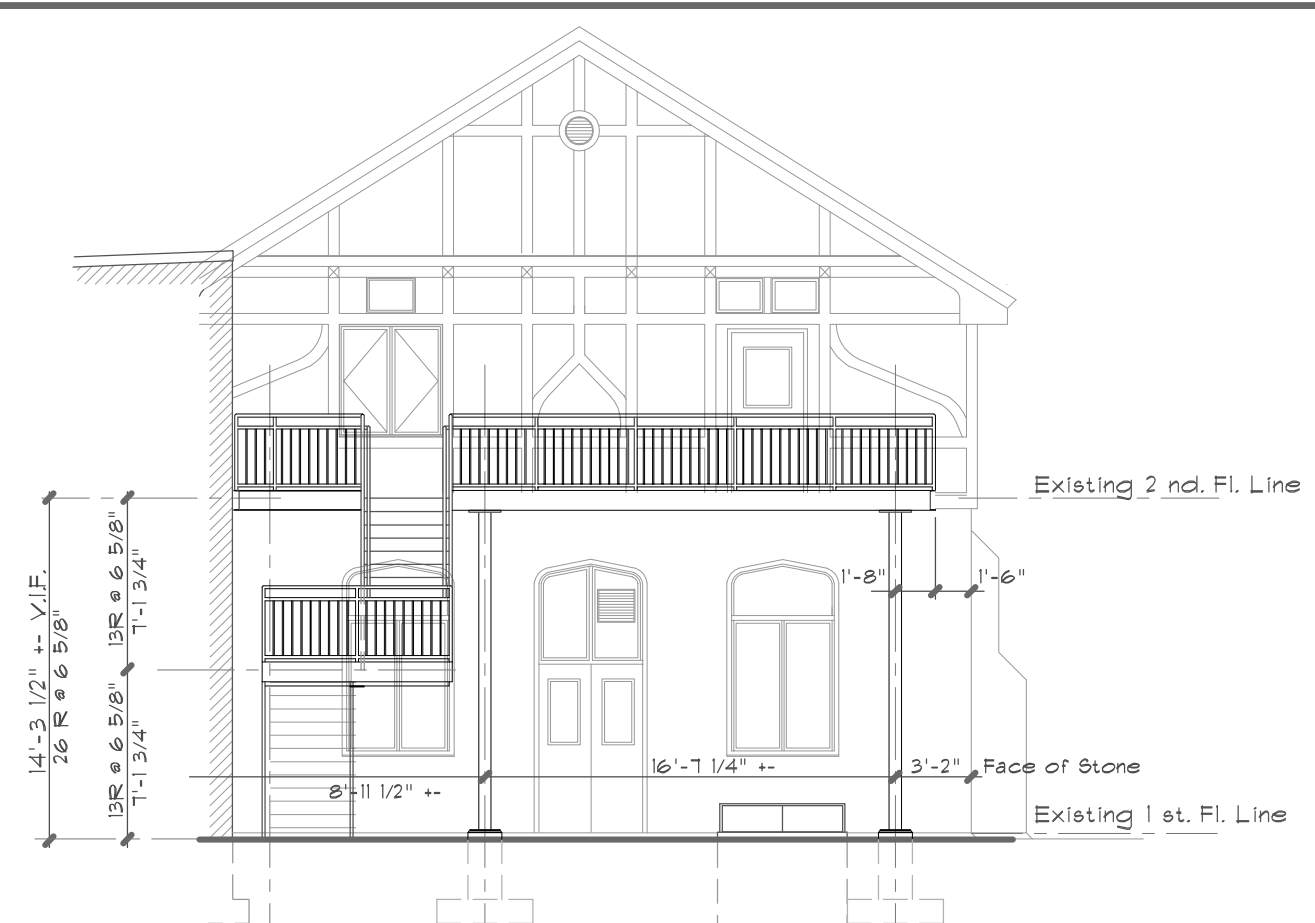 Existing 2 nd. Fl. Line
14'-3 1/2" +- V.I.F.
26 R @ 6 5/8"
13R @ 6 5/8"
7'-1 3/4"
1'-8"
1'-6"
13R @ 6 5/8"
7'-1 3/4"
16'-7 1/4" +-
3'-2"
Face of Stone
8'-11 1/2" +-
Existing 1 st. Fl. Line